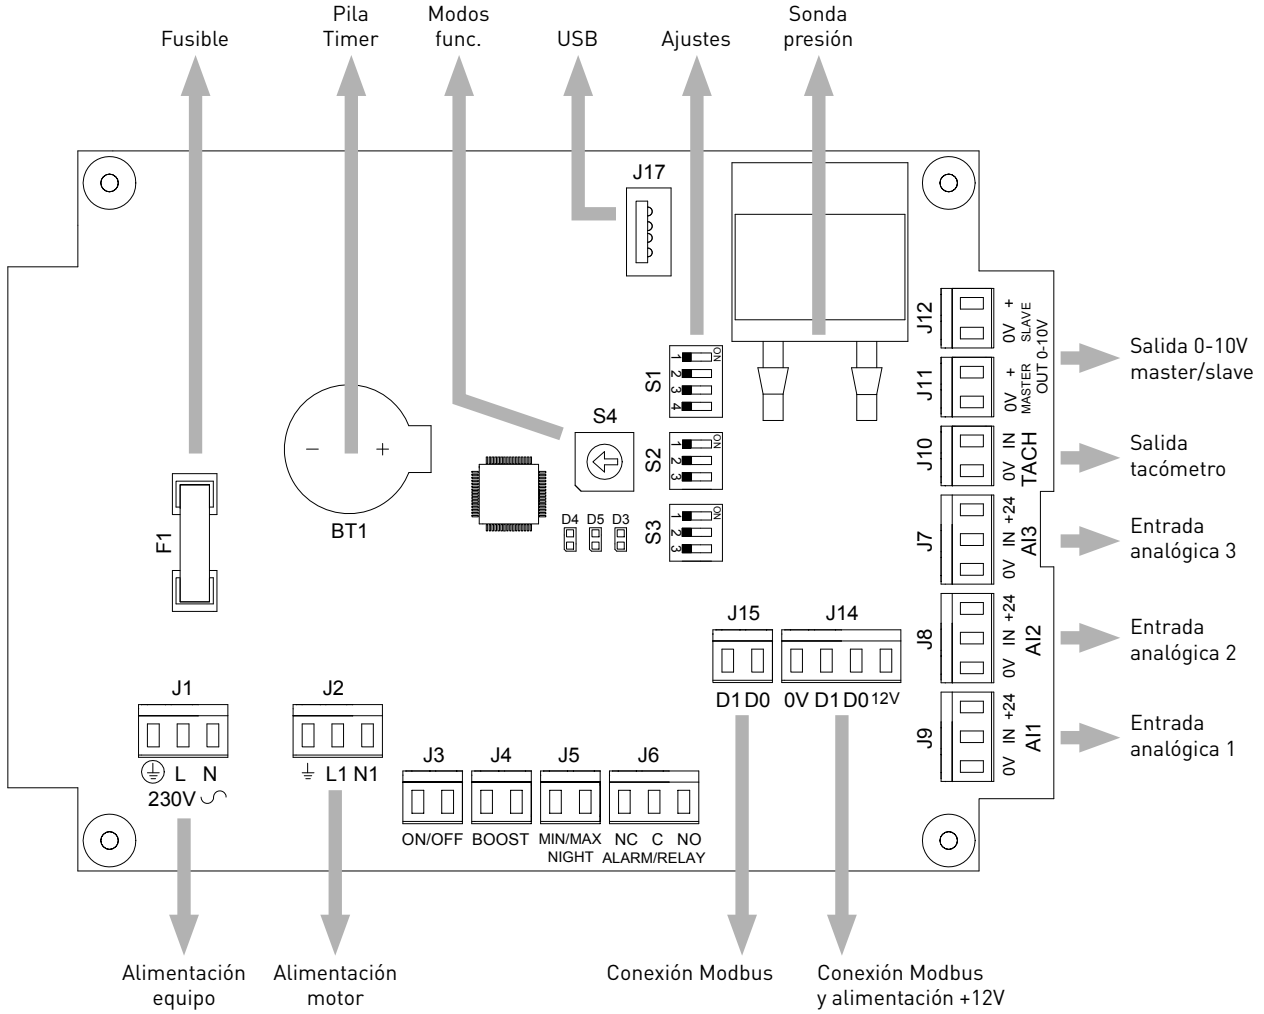 Fusible
Pila
Timer
Modos
func.
USB
Ajustes
Sonda
presión
J17
S1
1
2
3
4
ON
S4
S2
1
2
3
ON
S3
1
2
3
ON
D4 D5 D3
− +
BT1
F1
J12
0V +
SLAVE
J11
0V +
MASTER
OUT 0-10V
Salida 0-10V
master/slave
J10
0V IN
TACH
Salida
tacómetro
J7
0V IN +24
AI3
Entrada
analógica 3
J8
0V IN +24
AI2
Entrada
analógica 2
J9
0V IN +24
AI1
Entrada
analógica 1
J15
D1 D0
J14
0V D1 D0 12V
J1
L N
230V
J2
L1 N1
J3
ON/OFF
J4
BOOST
J5
MIN/MAX
NIGHT
J6
NC C NO
ALARM/RELAY
Alimentación
equipo
Alimentación
motor
Conexión Modbus
Conexión Modbus
y alimentación +12V